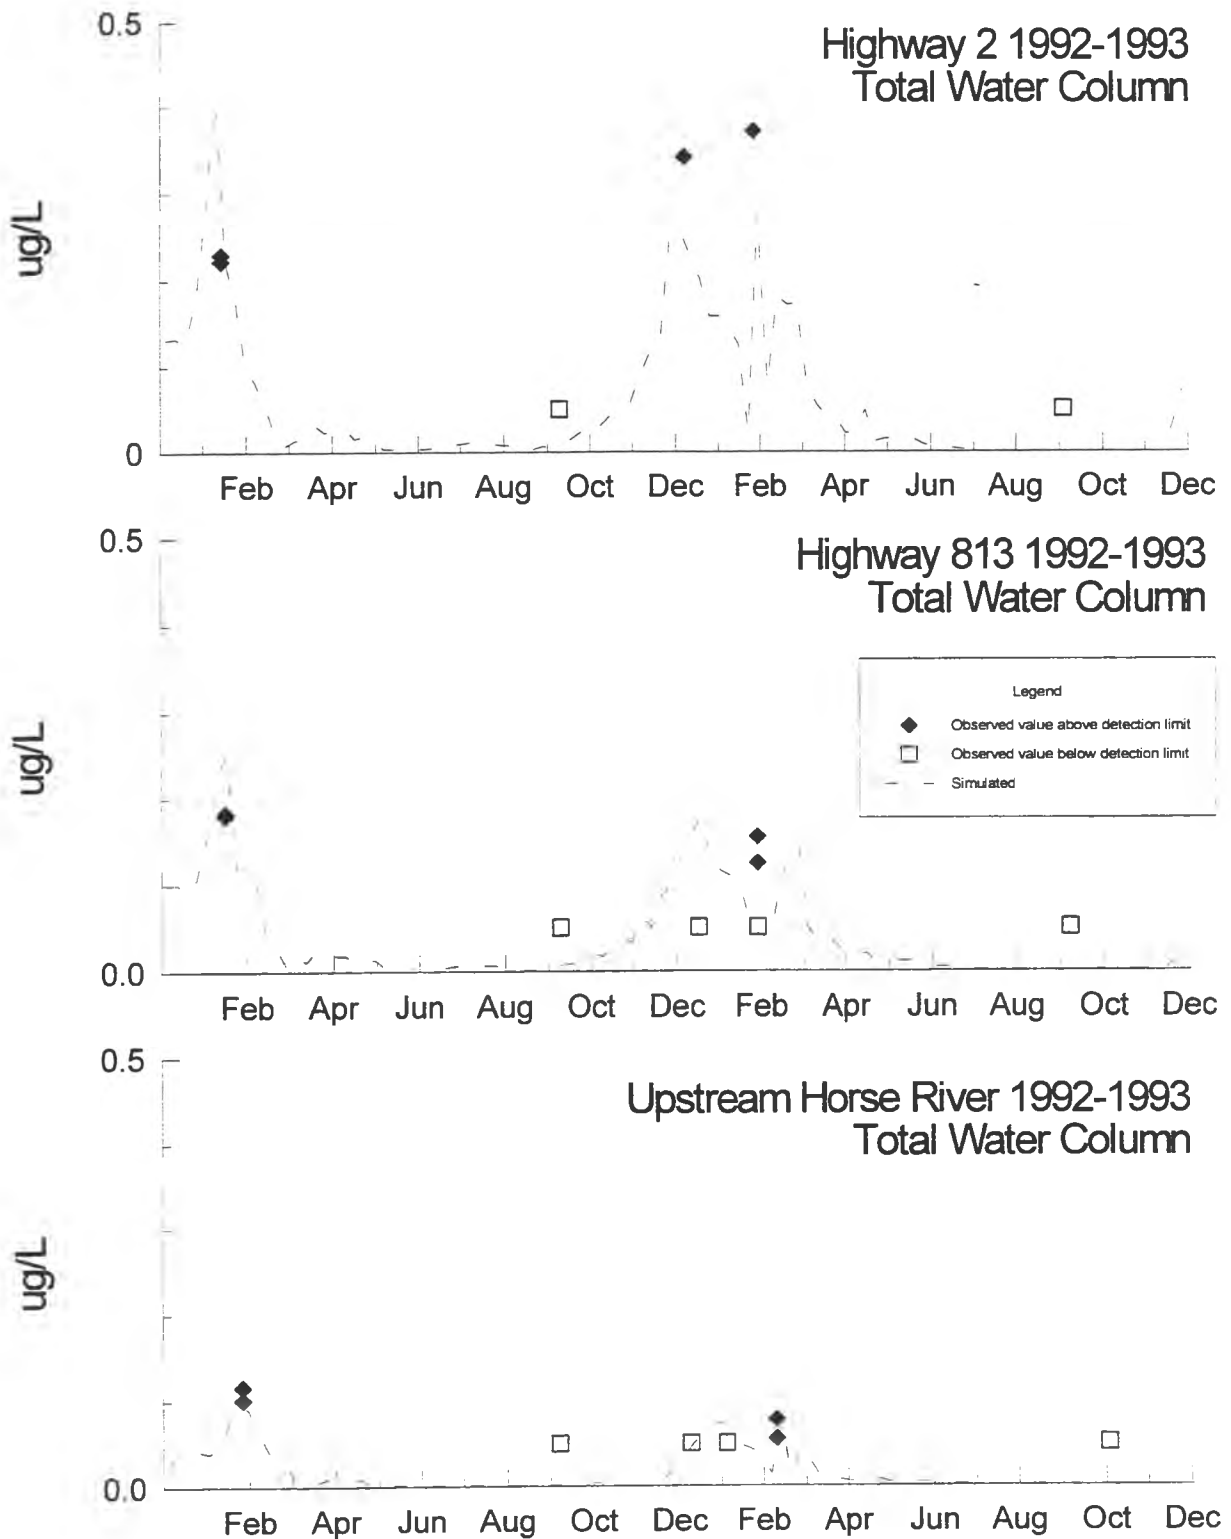 0.5
Highway 2 1992-1993
Total Water Column
ug/L
0
Feb Apr Jun Aug Oct Dec Feb Apr Jun Aug Oct Dec
0.5
Highway 813 1992-1993
Total Water Column
ug/L
Legend
Observed value above detection limit
Observed value below detection limit
Simulated
0.0
Feb Apr Jun Aug Oct Dec Feb Apr Jun Aug Oct Dec
0.5
Upstream Horse River 1992-1993
Total Water Column
ug/L
0.0
Feb Apr Jun Aug Oct Dec Feb Apr Jun Aug Oct Dec